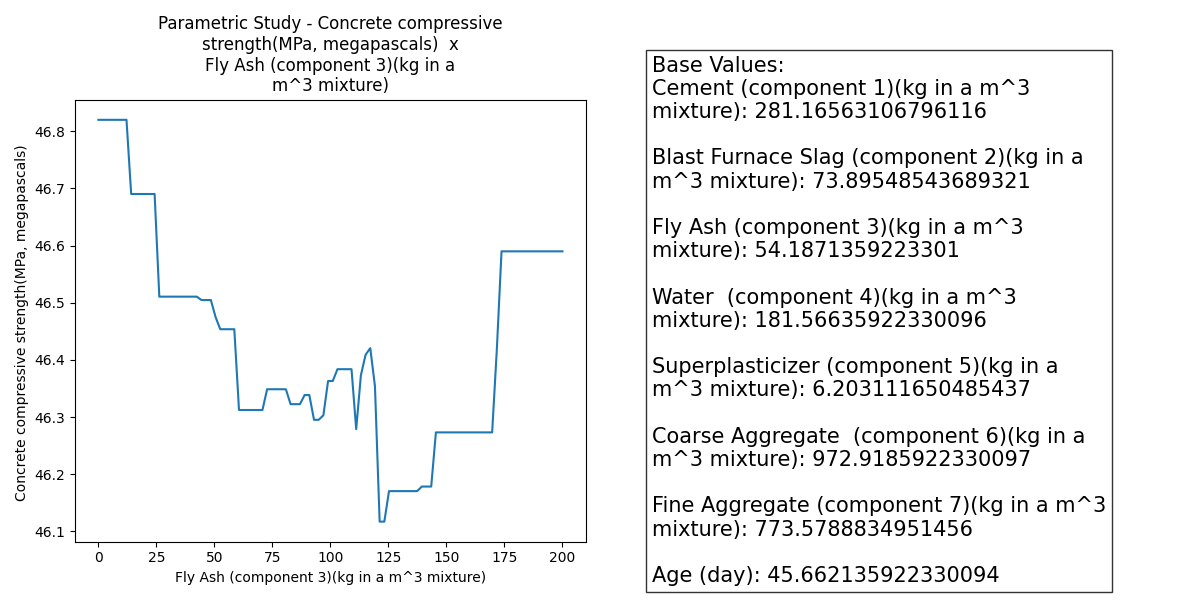 Parametric Study - Concrete compressive
strength(MPa, megapascals)  x
Fly Ash (component 3)(kg in a
m^3 mixture)
Concrete compressive strength(MPa, megapascals)
46.8
46.7
46.6
46.5
46.4
46.3
46.2
46.1
0 25 50 75 100 125 150 175 200
Fly Ash (component 3)(kg in a m^3 mixture)
Base Values:
Cement (component 1)(kg in a m^3
mixture): 281.16563106796116
Blast Furnace Slag (component 2)(kg in a
m^3 mixture): 73.89548543689321
Fly Ash (component 3)(kg in a m^3
mixture): 54.1871359223301
Water  (component 4)(kg in a m^3
mixture): 181.56635922330096
Superplasticizer (component 5)(kg in a
m^3 mixture): 6.203111650485437
Coarse Aggregate  (component 6)(kg in a
m^3 mixture): 972.9185922330097
Fine Aggregate (component 7)(kg in a m^3
mixture): 773.5788834951456
Age (day): 45.662135922330094